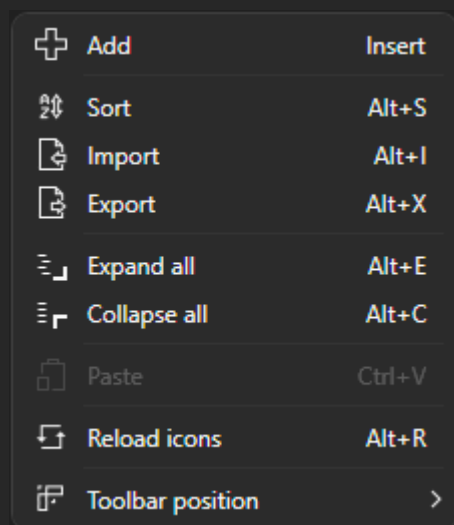 Add Insert
Sort Alt+S
Import Alt+I
Export Alt+X
Expand all Alt+E
Collapse all Alt+C
Paste Ctrl+V
Reload icons Alt+R
Toolbar position